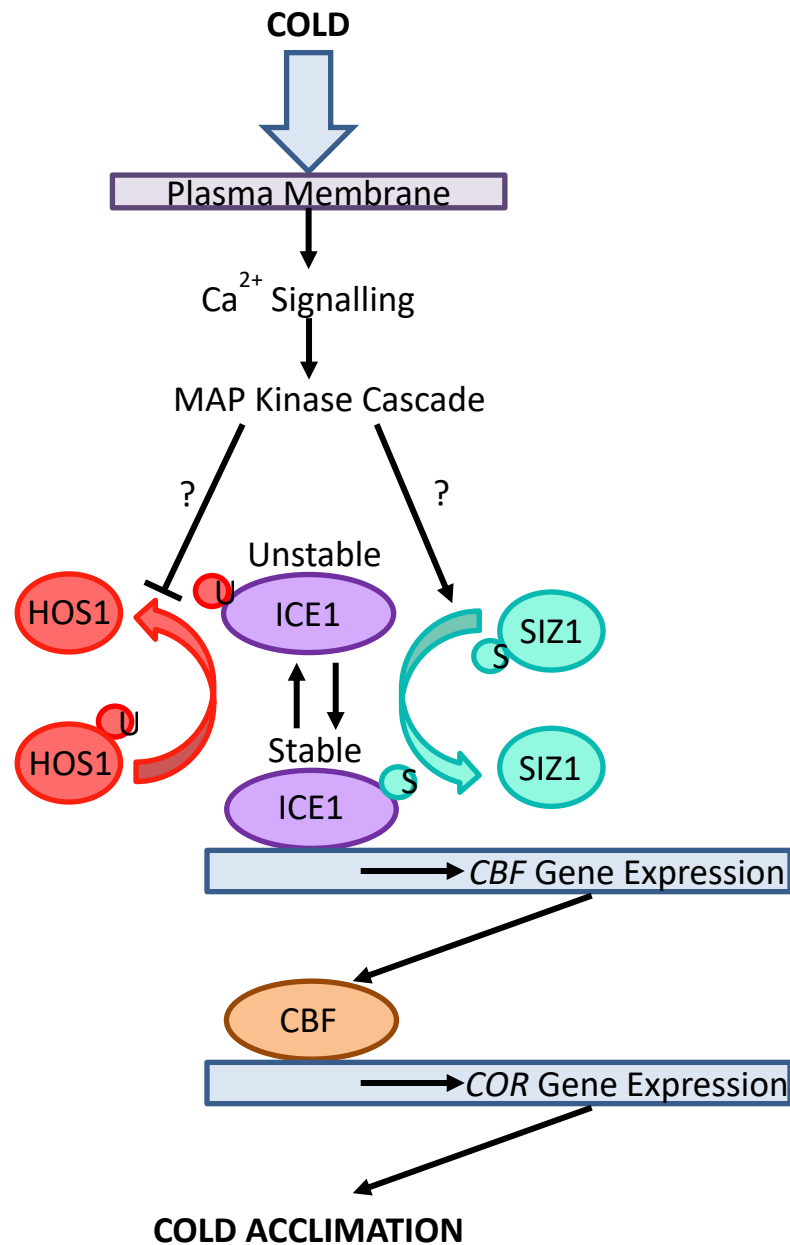 COLD
Plasma Membrane
Ca2+ Signalling
MAP Kinase Cascade
?
?
Unstable
HOS1
U
ICE1
SIZ1
S
U
HOS1
Stable
ICE1
S
SIZ1
CBF Gene Expression
CBF
COR Gene Expression
COLD ACCLIMATION